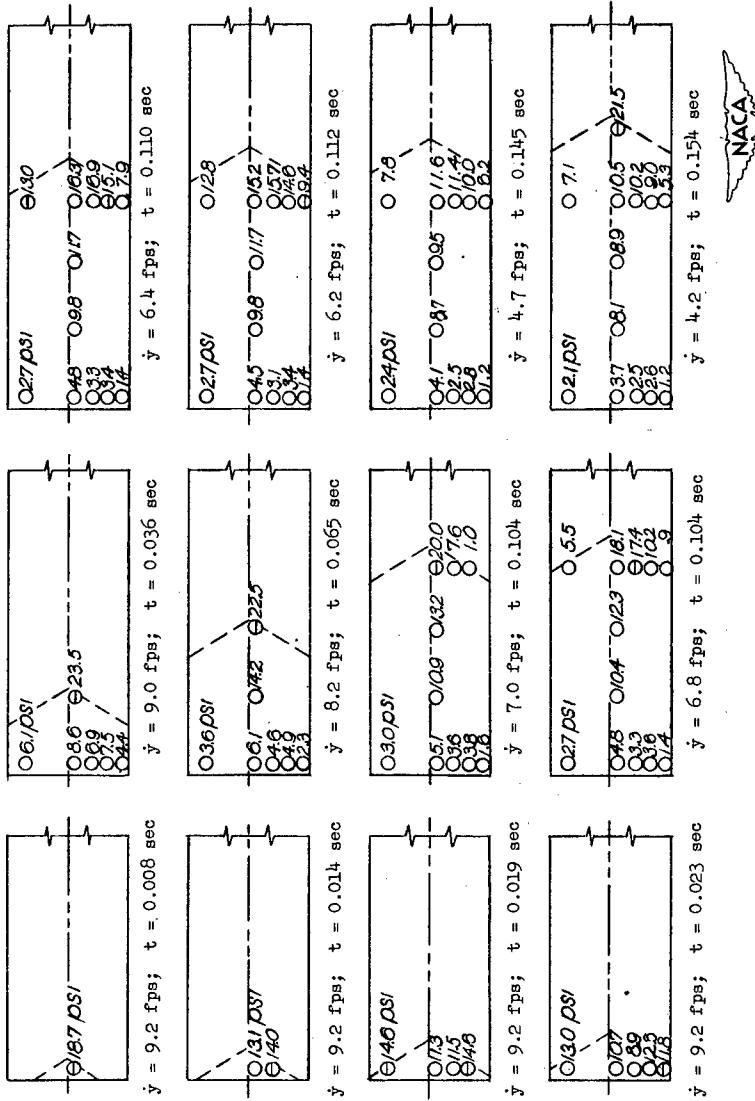 18.7 psi
ẏ = 9.2 fps; t = 0.008 sec
13.1 psi
14.0
ẏ = 9.2 fps; t = 0.014 sec
14.8 psi
17.3
11.5
14.8
ẏ = 9.2 fps; t = 0.019 sec
13.0 psi
10.7
8.9
12.8
11.8
ẏ = 9.2 fps; t = 0.023 sec
6.1 psi
8.6 23.5
6.9
7.5
4.4
ẏ = 9.0 fps; t = 0.036 sec
3.6 psi
6.1 14.2 22.5
4.6
4.9
2.3
ẏ = 8.2 fps; t = 0.065 sec
3.0 psi
5.1 10.9 13.2 20.0
3.6 17.6
3.8 1.0
1.6
ẏ = 7.0 fps; t = 0.104 sec
2.7 psi 5.5
4.8 10.4 12.3 18.1
3.3 17.4
3.6 10.2
1.4 .9
ẏ = 6.8 fps; t = 0.104 sec
2.7 psi 13.0
4.8 9.8 11.7 16.3
3.3 16.9
3.4 15.1
1.4 7.9
ẏ = 6.4 fps; t = 0.110 sec
2.7 psi 12.8
4.5 9.8 11.7 15.2
3.1 15.71
3.4 14.6
1.4 9.4
ẏ = 6.2 fps; t = 0.112 sec
2.4 psi 7.8
4.1 8.7 9.5 11.6
2.5 11.41
2.8 10.0
1.2 6.2
ẏ = 4.7 fps; t = 0.145 sec
2.1 psi 7.1
3.7 8.1 8.9 10.5 21.5
2.5 10.2
2.6 9.0
1.2 5.3
ẏ = 4.2 fps; t = 0.154 sec
NACA